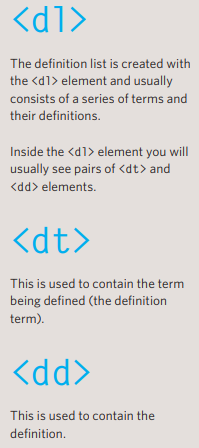 <dl>
The definition list is created with
the <dl> element and usually
consists of a series of terms and
their definitions.
Inside the <dl> element you will
usually see pairs of <dt> and
<dd> elements.
<dt>
This is used to contain the term
being defined (the definition
term).
<dd>
This is used to contain the
definition.